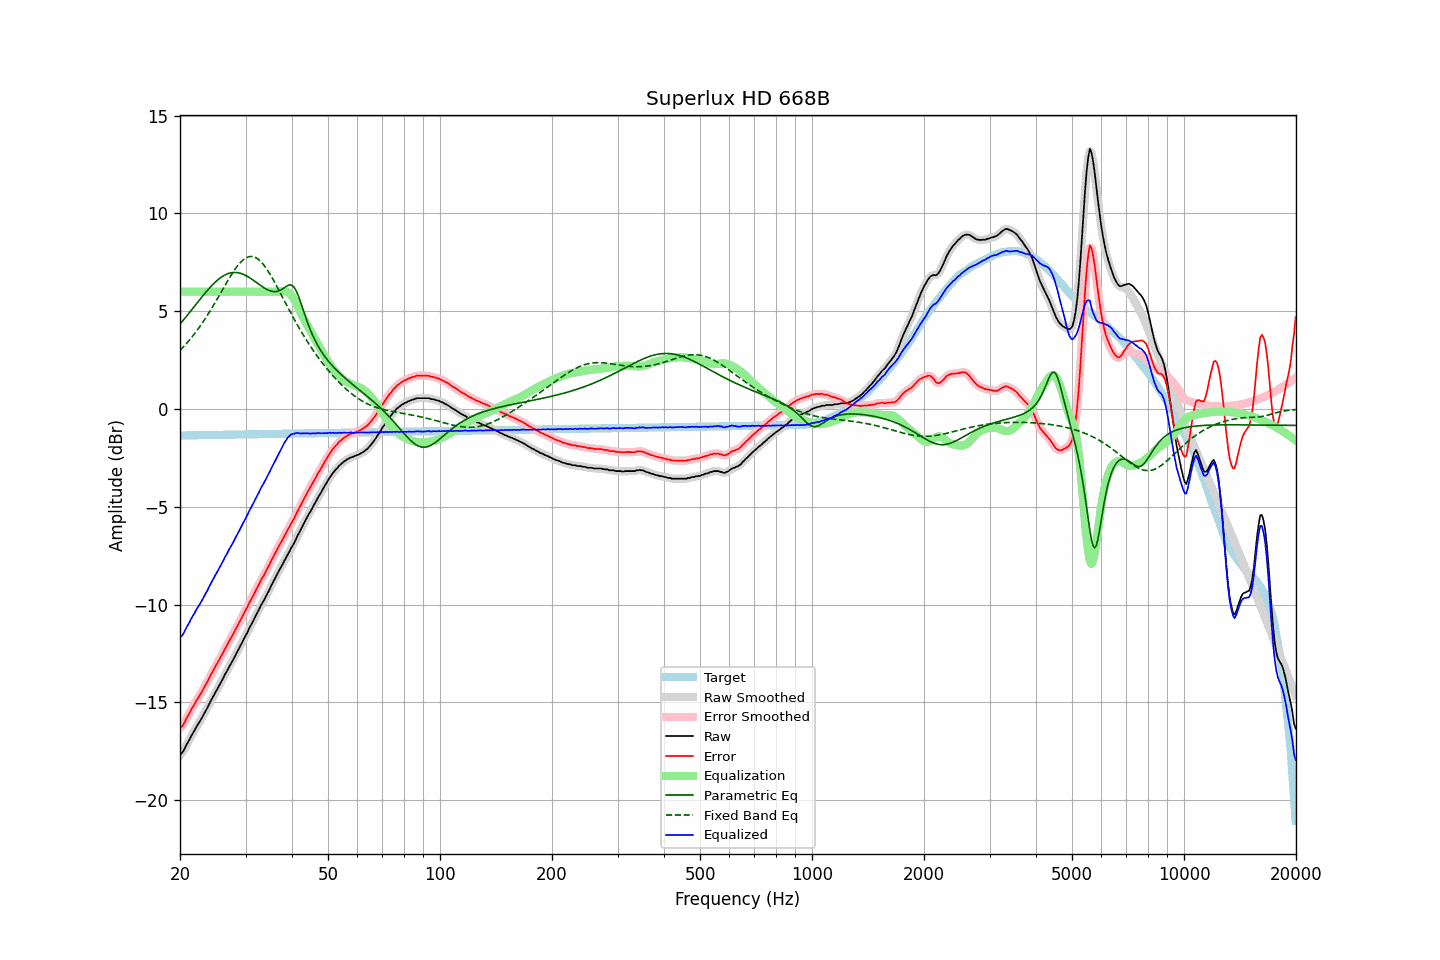 Superlux HD 668B
15
10
5
0
−5
−10
−15
−20
Amplitude (dBr)
Target
Raw Smoothed
Error Smoothed
Raw
Error
Equalization
Parametric Eq
Fixed Band Eq
Equalized
20 50 100 200 500 1000 2000 5000 10000 20000
Frequency (Hz)